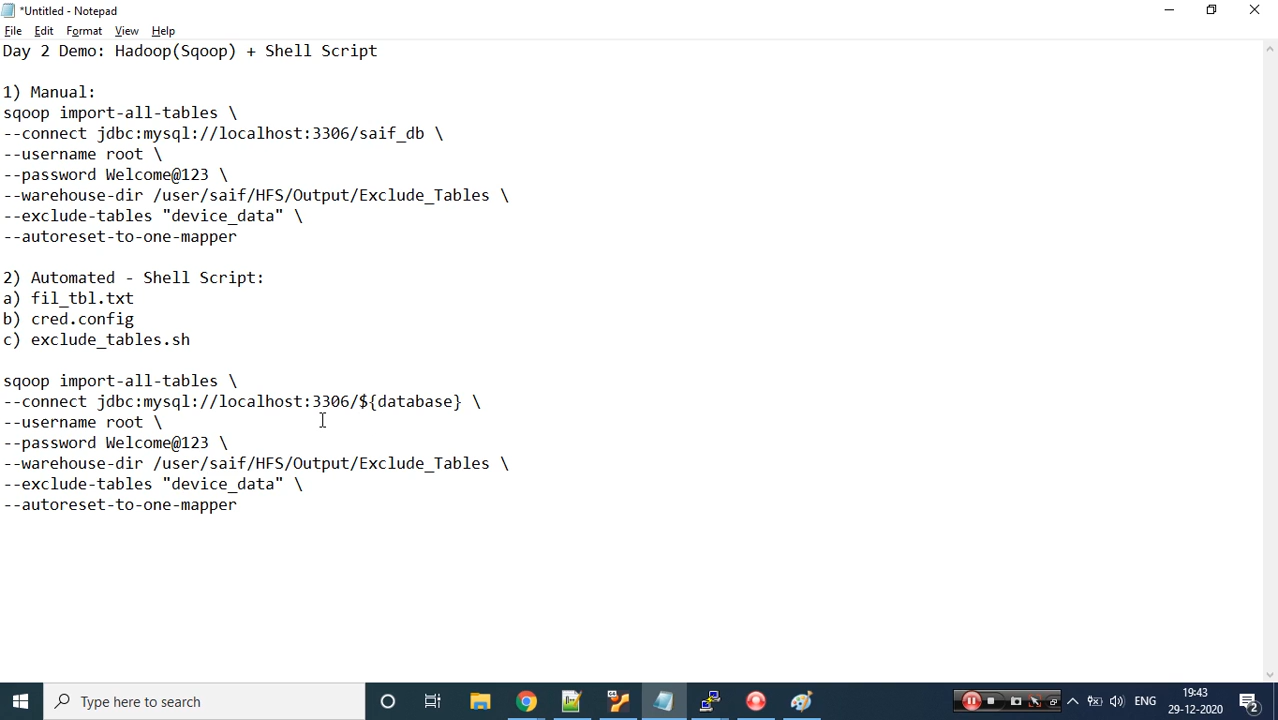 *Untitled - Notepad
File Edit Format View Help
Day 2 Demo: Hadoop(Sqoop) + Shell Script
1) Manual:
sqoop import-all-tables \
--connect jdbc:mysql://localhost:3306/saif_db \
--username root \
--password Welcome@123 \
--warehouse-dir /user/saif/HFS/Output/Exclude_Tables \
--exclude-tables "device_data" \
--autoreset-to-one-mapper
2) Automated - Shell Script:
a) fil_tbl.txt
b) cred.config
c) exclude_tables.sh
sqoop import-all-tables \
--connect jdbc:mysql://localhost:3306/${database} \
--username root \
--password Welcome@123 \
--warehouse-dir /user/saif/HFS/Output/Exclude_Tables \
--exclude-tables "device_data" \
--autoreset-to-one-mapper
Type here to search
ENG
19:43
29-12-2020
2